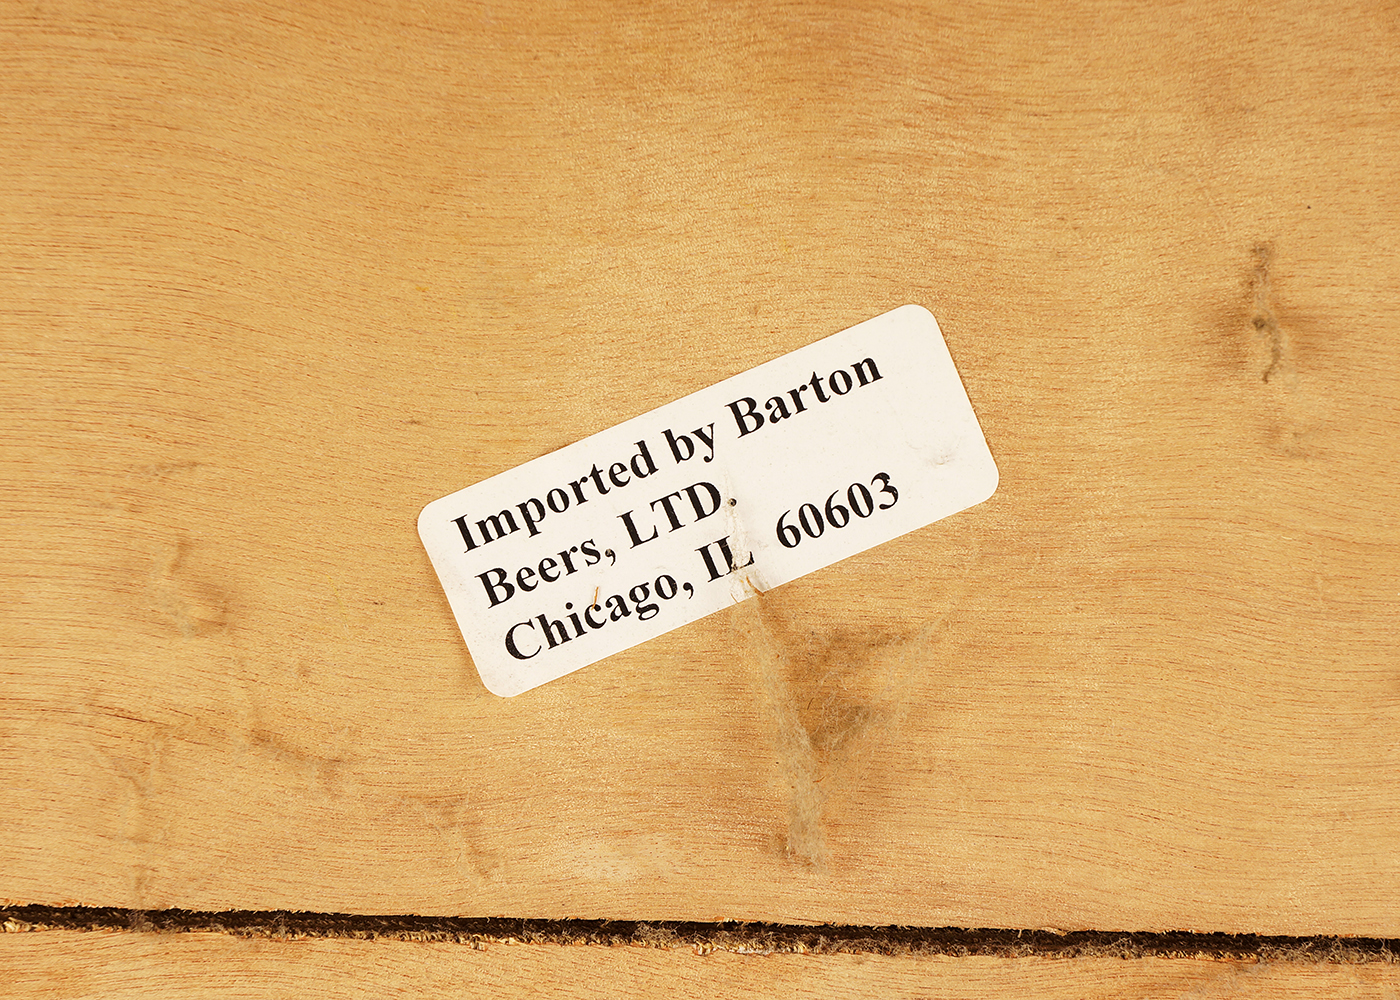 Imported by Barton
Beers, LTD.
Chicago, IL  60603